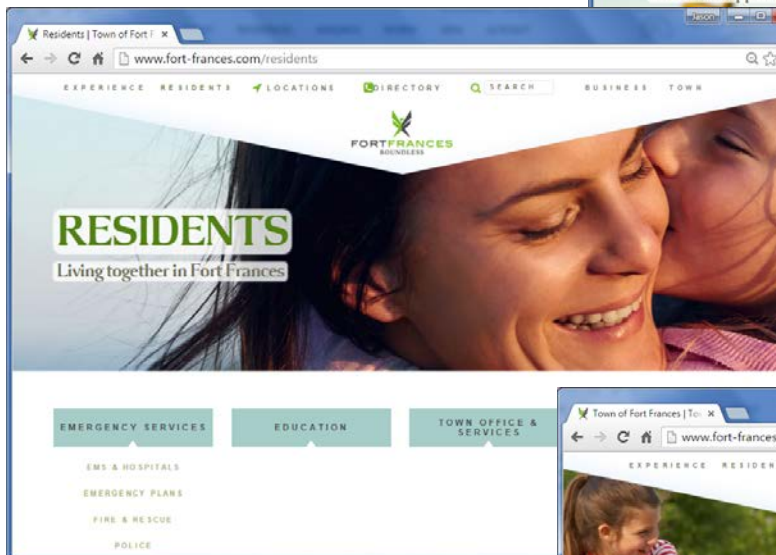 Jason
Residents | Town of Fort F
www.fort-frances.com/residents
EXPERIENCE RESIDENTS LOCATIONS DIRECTORY SEARCH BUSINESS TOWN
FORTFRANCES
BOUNDLESS
RESIDENTS
Living together in Fort Frances
EMERGENCY SERVICES
EDUCATION
TOWN OFFICE &
SERVICES
EMS & HOSPITALS
EMERGENCY PLANS
FIRE & RESCUE
POLICE
Town of Fort Frances | To
www.fort-frances
EXPERIENCE RESIDEN